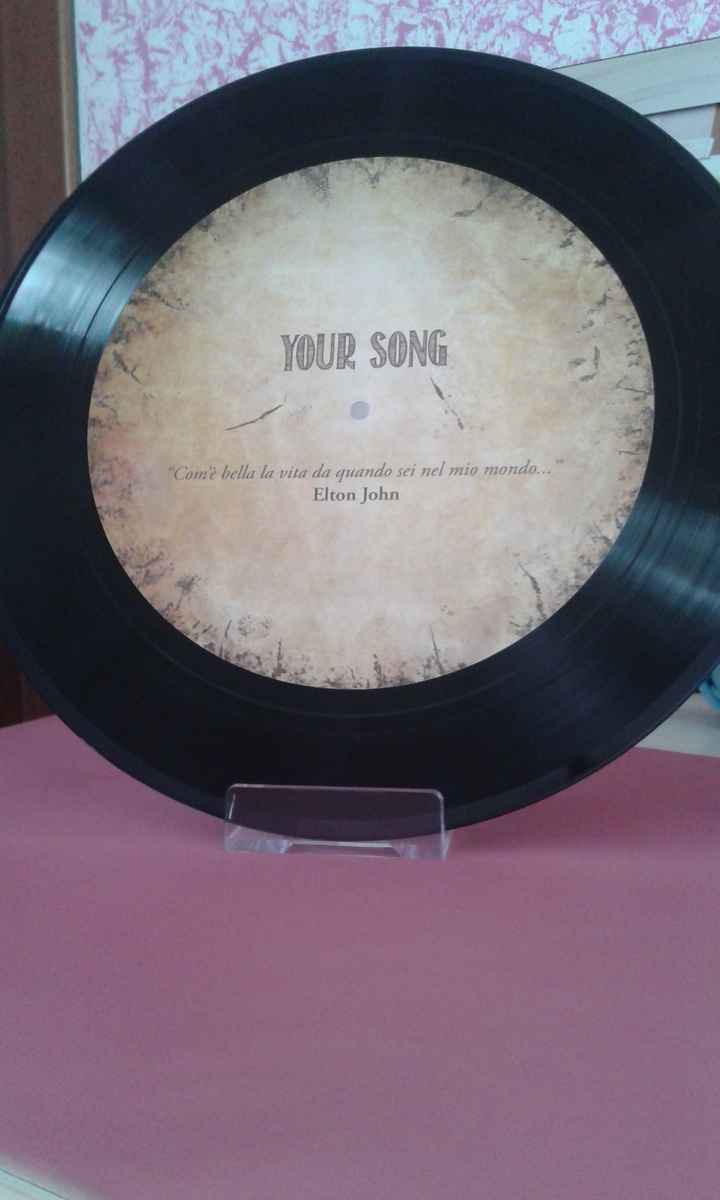 YOUR SONG
"Com'è bella la vita da quando sei nel mio mondo..."
Elton John